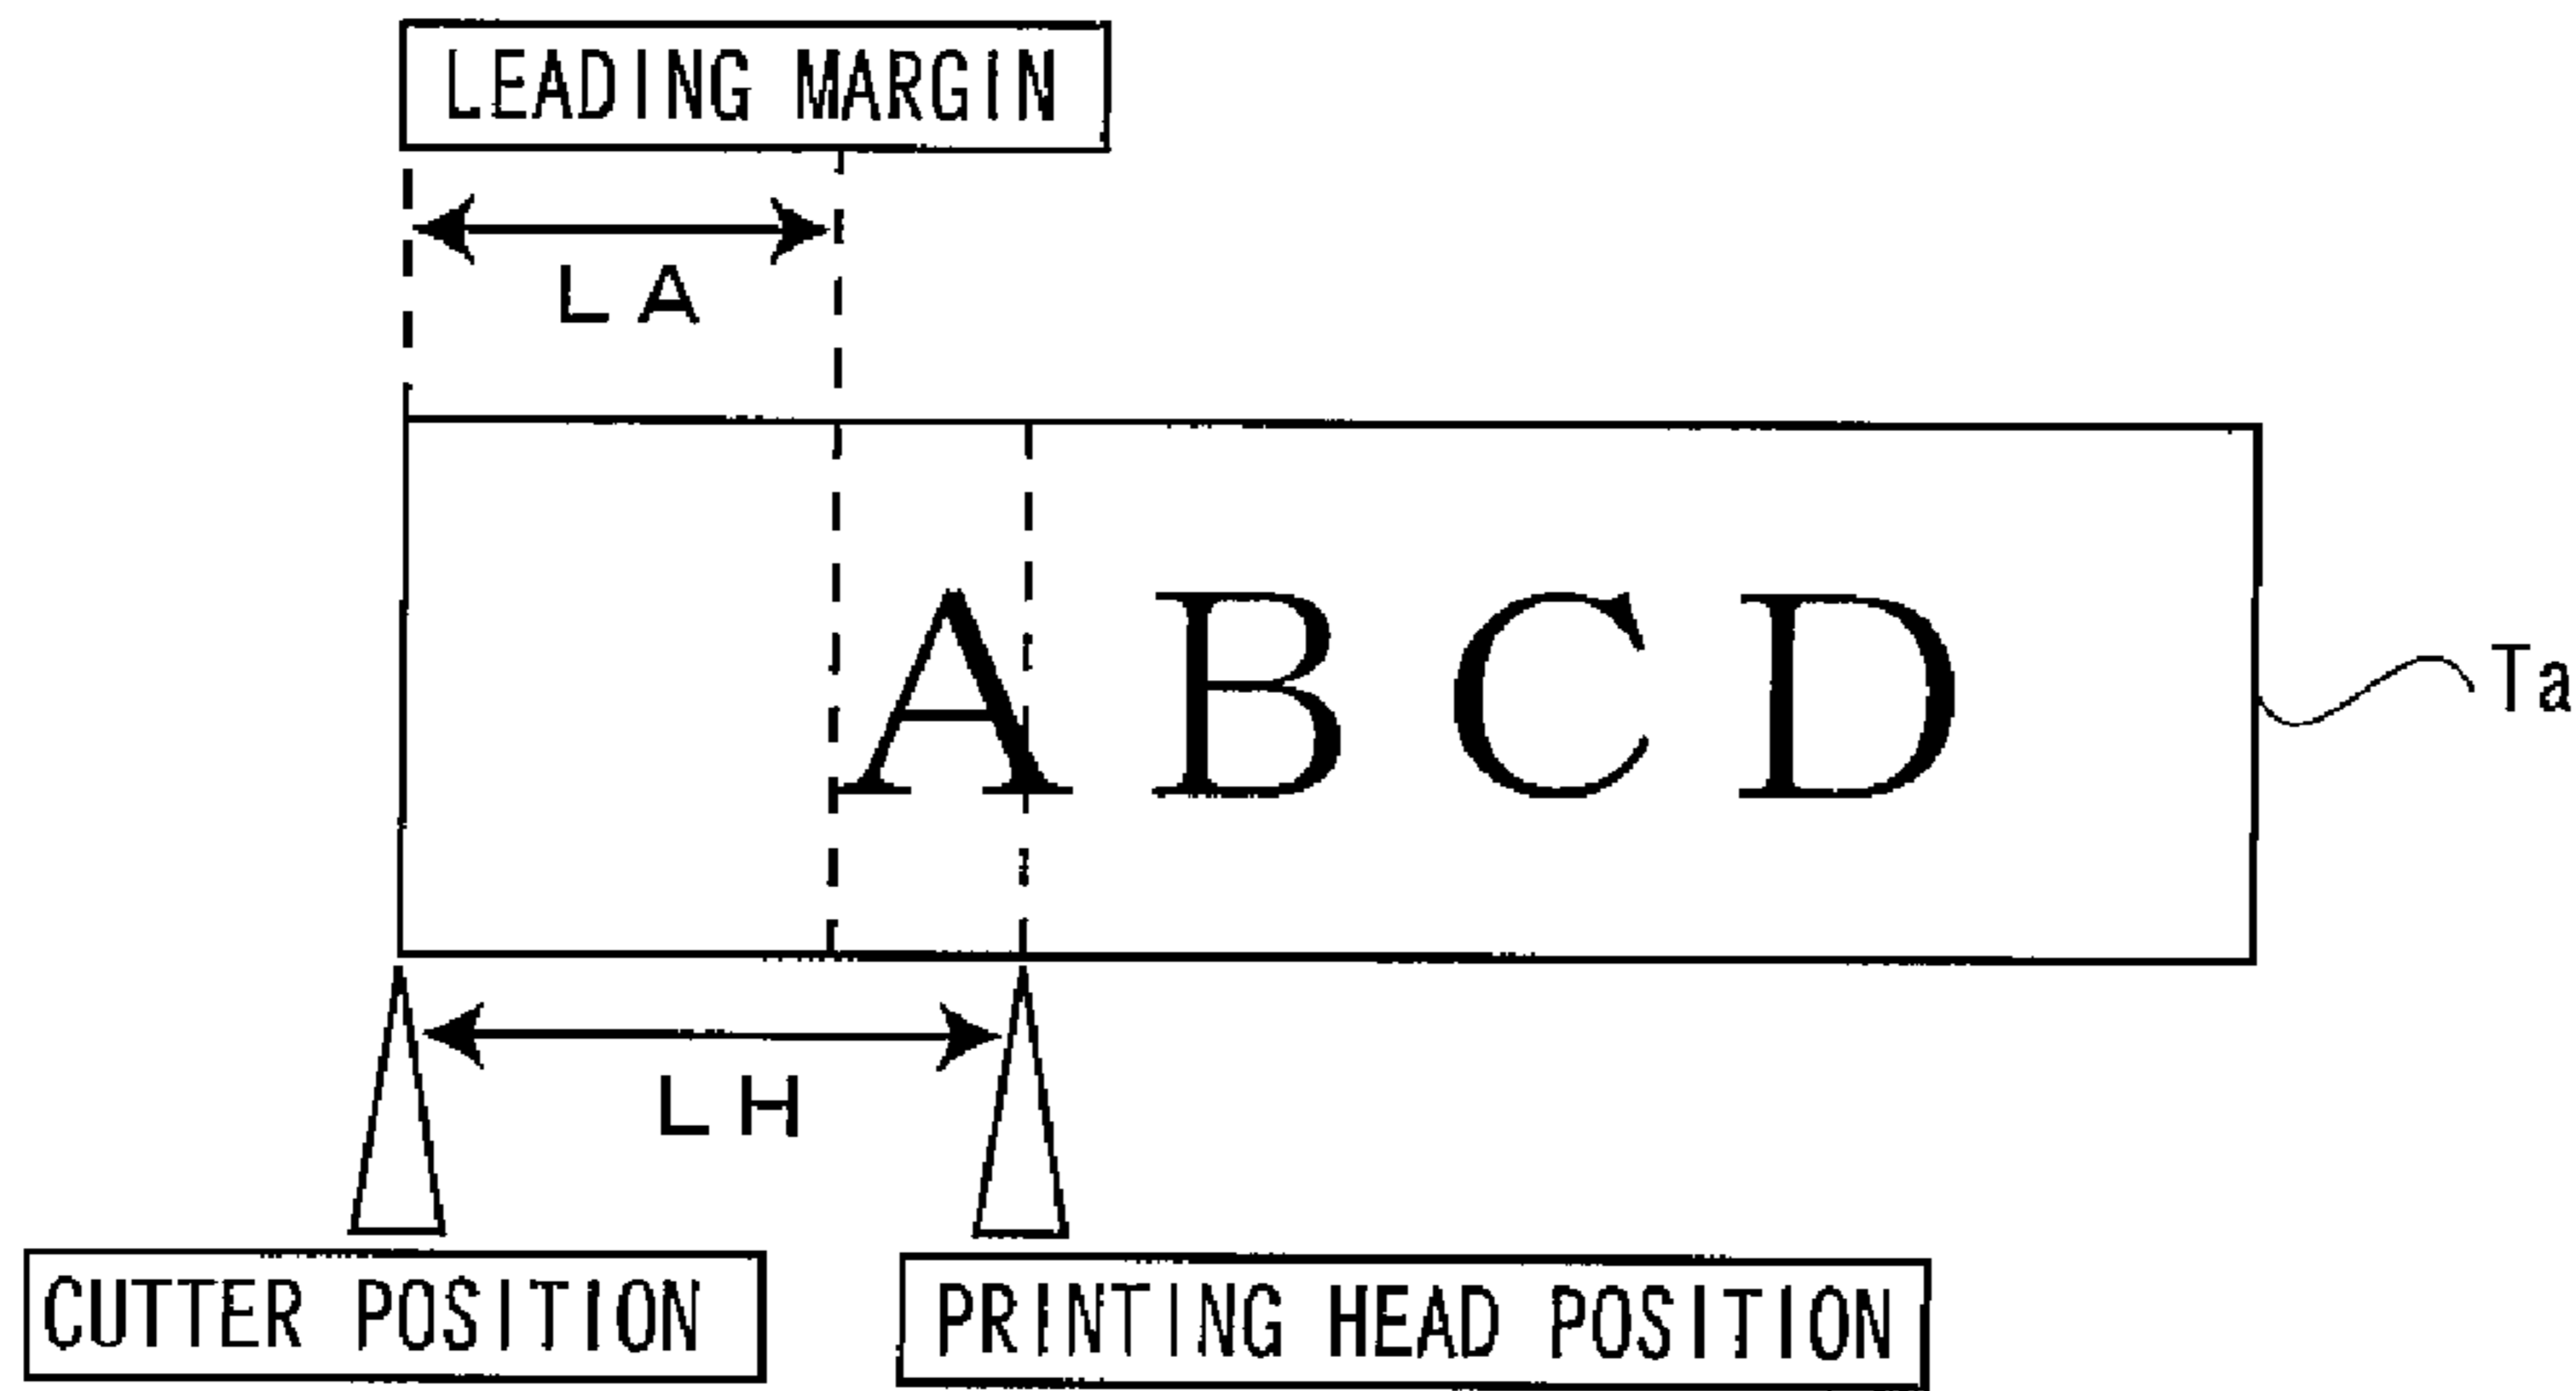 LEADING MARGIN
LA
ABCD
Ta
LH
CUTTER POSITION
PRINTING HEAD POSITION